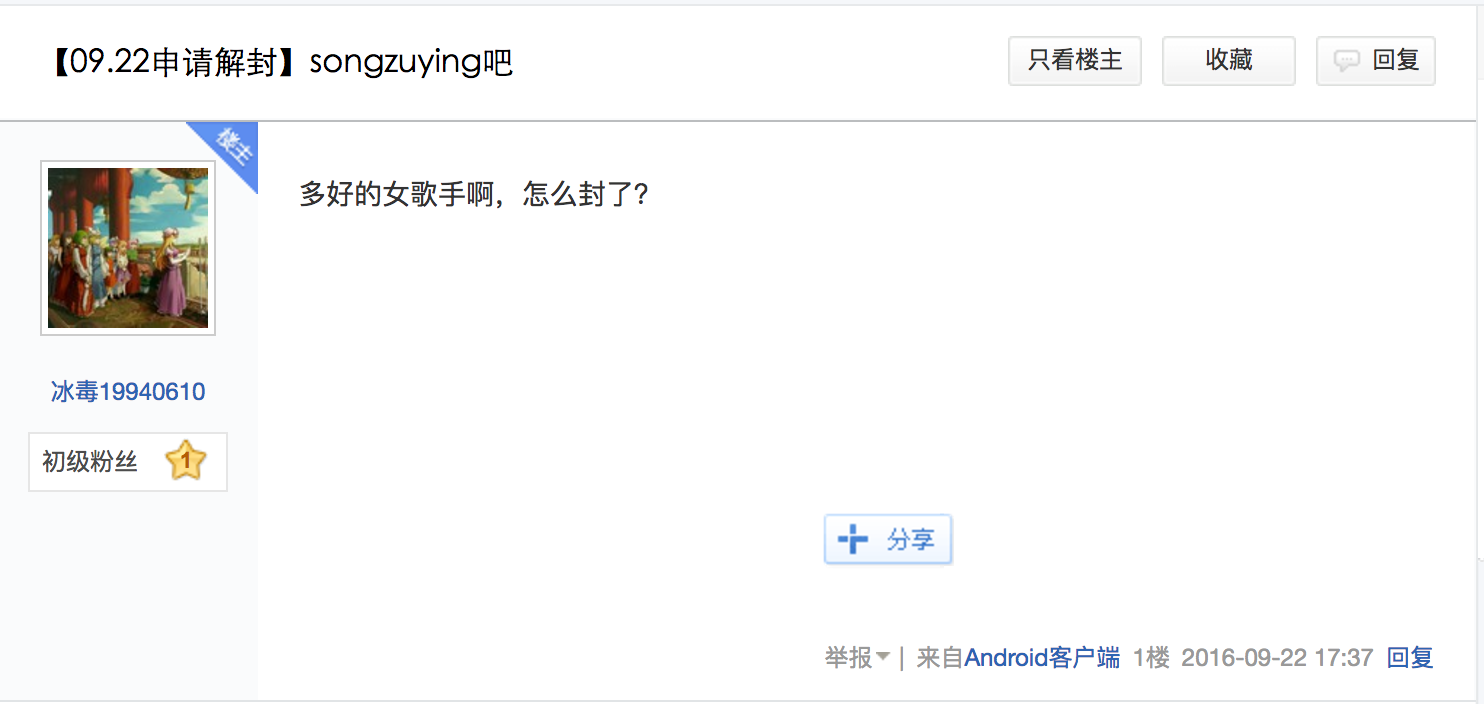 【09.22申请解封】songzuying吧
只看楼主
收藏
回复
楼主
多好的女歌手啊，怎么封了?
冰毒19940610
初级粉丝 1
分享
举报 | 来自Android客户端 1楼 2016-09-22 17:37 回复